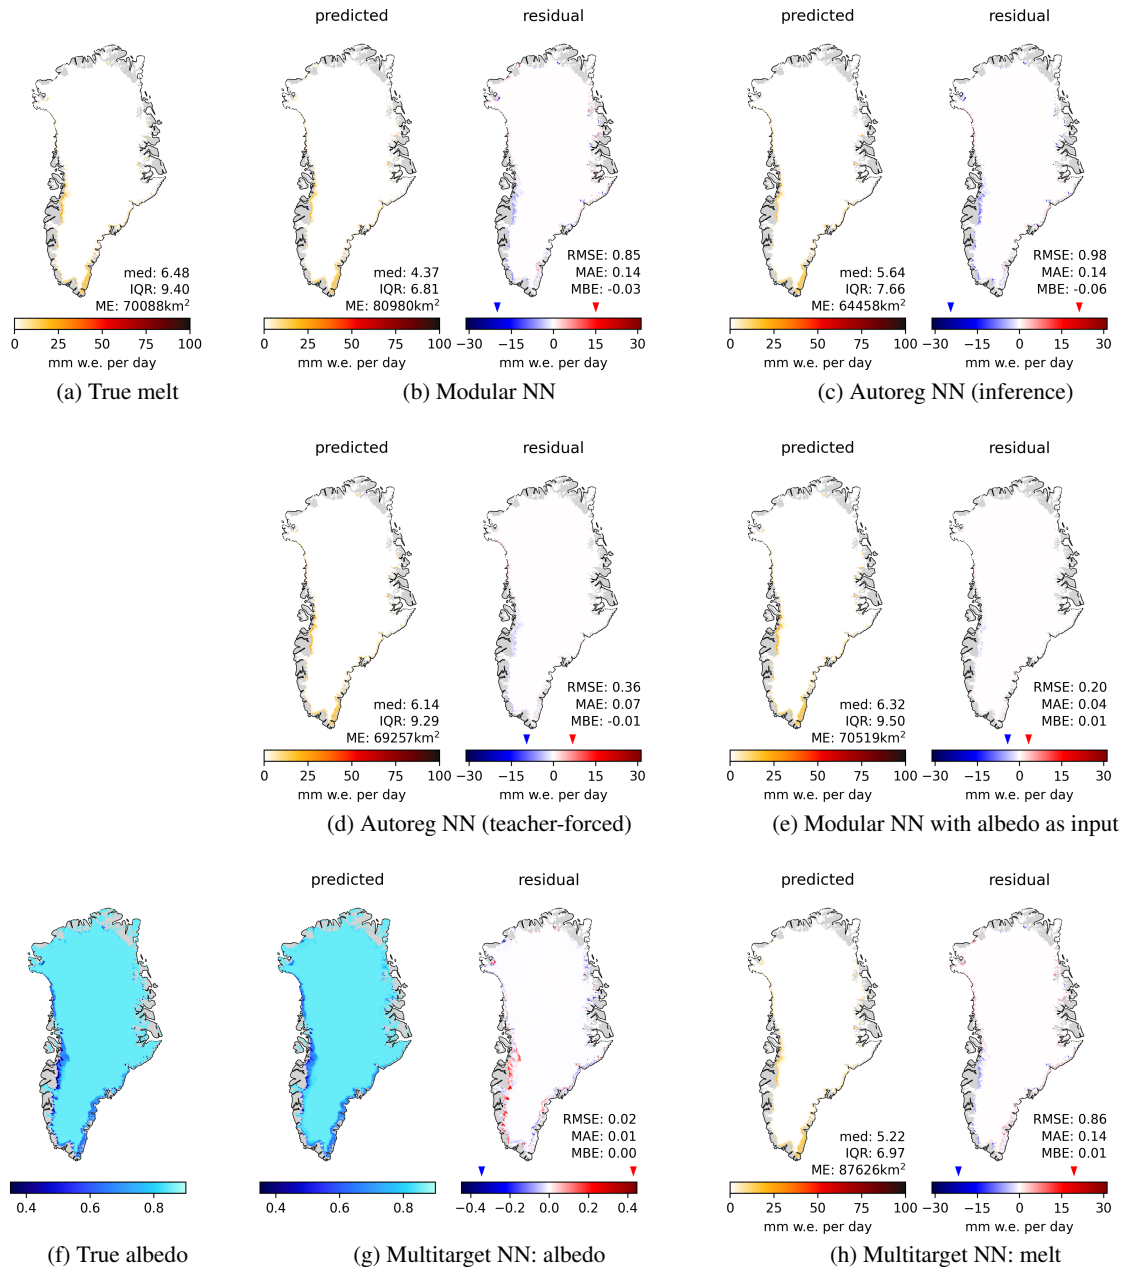 predicted
residual
predicted
residual
med: 6.48
IQR: 9.40
ME: 70088km²
0 25 50 75 100
mm w.e. per day
(a) True melt
med: 4.37
IQR: 6.81
ME: 80980km²
0 25 50 75 100
mm w.e. per day
RMSE: 0.85
MAE: 0.14
MBE: -0.03
−30 −15 0 15 30
mm w.e. per day
(b) Modular NN
med: 5.64
IQR: 7.66
ME: 64458km²
0 25 50 75 100
mm w.e. per day
RMSE: 0.98
MAE: 0.14
MBE: -0.06
−30 −15 0 15 30
mm w.e. per day
(c) Autoreg NN (inference)
predicted
residual
predicted
residual
med: 6.14
IQR: 9.29
ME: 69257km²
0 25 50 75 100
mm w.e. per day
RMSE: 0.36
MAE: 0.07
MBE: -0.01
−30 −15 0 15 30
mm w.e. per day
(d) Autoreg NN (teacher-forced)
med: 6.32
IQR: 9.50
ME: 70519km²
0 25 50 75 100
mm w.e. per day
RMSE: 0.20
MAE: 0.04
MBE: 0.01
−30 −15 0 15 30
mm w.e. per day
(e) Modular NN with albedo as input
predicted
residual
predicted
residual
0.4 0.6 0.8
(f) True albedo
0.4 0.6 0.8
RMSE: 0.02
MAE: 0.01
MBE: 0.00
−0.4 −0.2 0.0 0.2 0.4
(g) Multitarget NN: albedo
med: 5.22
IQR: 6.97
ME: 87626km²
0 25 50 75 100
mm w.e. per day
RMSE: 0.86
MAE: 0.14
MBE: 0.01
−30 −15 0 15 30
mm w.e. per day
(h) Multitarget NN: melt